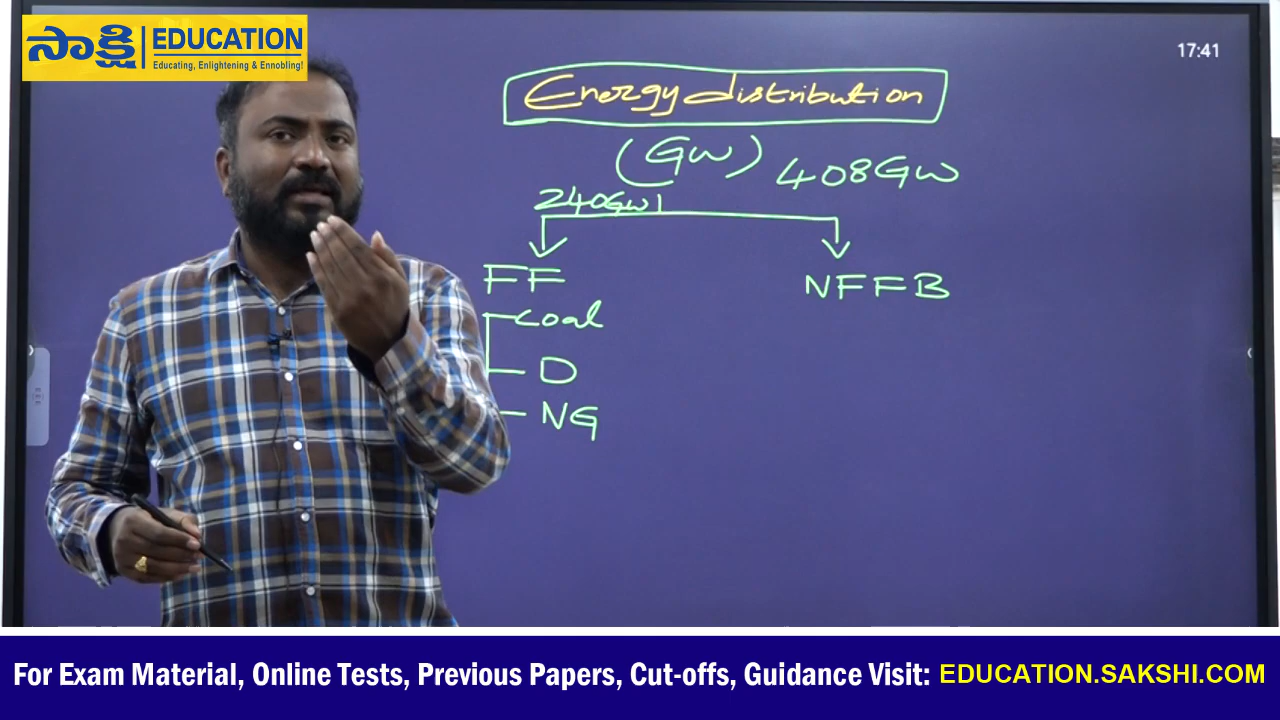 సాక్షి EDUCATION
Educating, Enlightening & Ennobling!
17:41
Energy distribution
(GW) 408GW
240GW
FF
NFFB
coal
D
NG
For Exam Material, Online Tests, Previous Papers, Cut-offs, Guidance Visit: EDUCATION.SAKSHI.COM